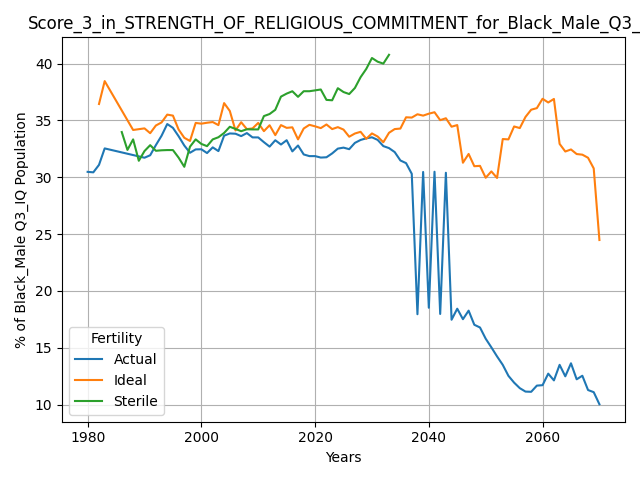 Score_3_in_STRENGTH_OF_RELIGIOUS_COMMITMENT_for_Black_Male_Q3_
% of Black_Male Q3_IQ Population
40
35
30
25
20
15
10
Fertility
Actual
Ideal
Sterile
1980
2000
2020
2040
2060
Years